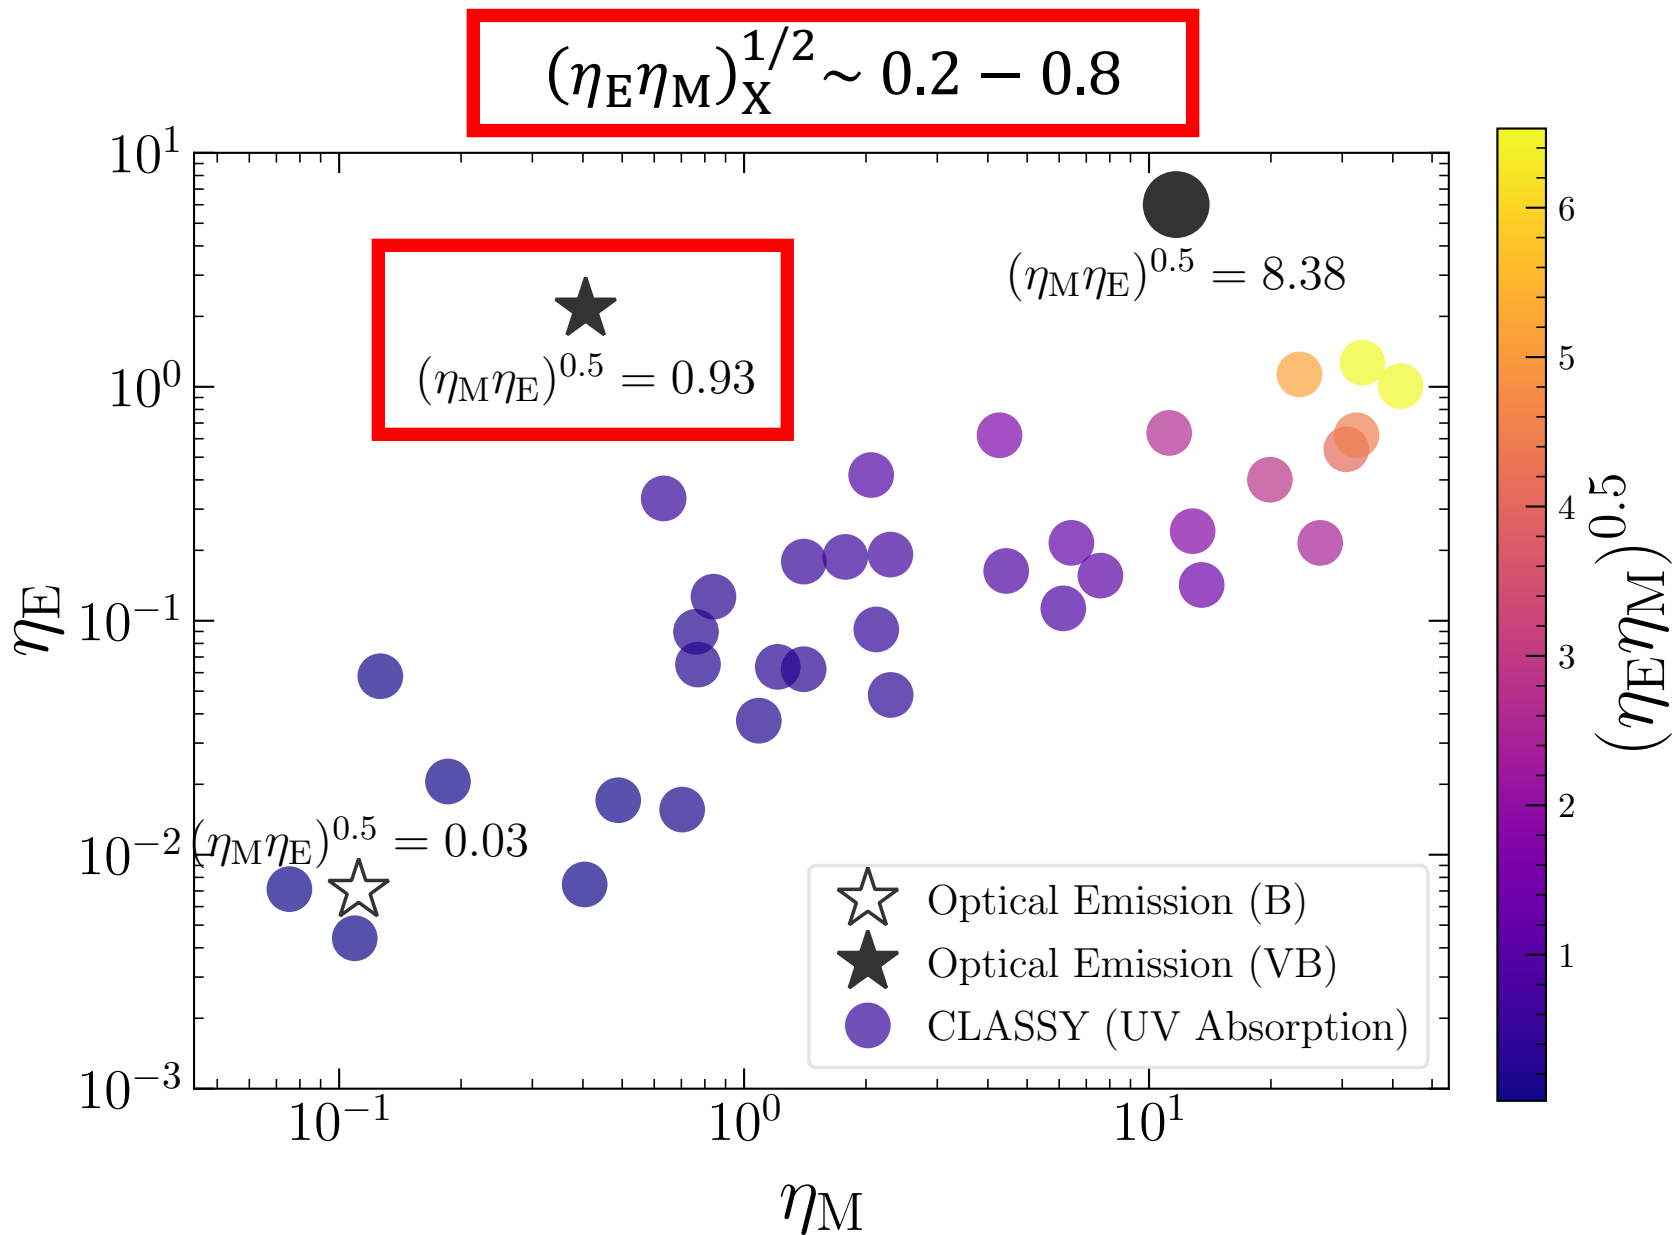 (η_E η_M)_X^{1/2} ~ 0.2 − 0.8
10^1
10^0
10^{-1}
10^{-2}
10^{-3}
η_E
(η_M η_E)^{0.5} = 8.38
(η_M η_E)^{0.5} = 0.93
(η_M η_E)^{0.5} = 0.03
Optical Emission (B)
Optical Emission (VB)
CLASSY (UV Absorption)
10^{-1} 10^0 10^1
η_M
6
5
4
3
2
1
(η_E η_M)^{0.5}